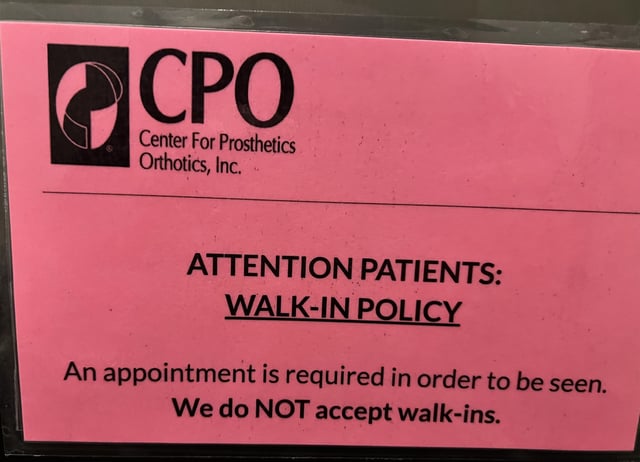 CPO
Center For Prosthetics
Orthotics, Inc.
®
ATTENTION PATIENTS:
WALK-IN POLICY
An appointment is required in order to be seen.
We do NOT accept walk-ins.